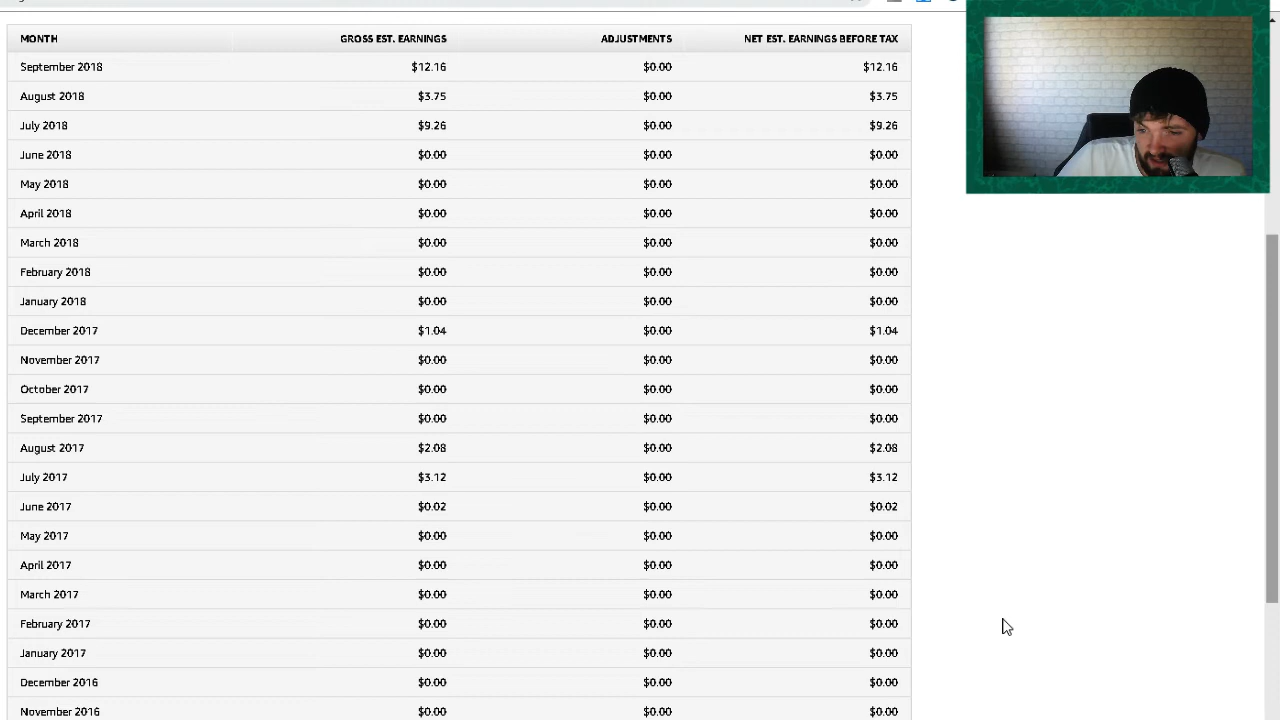 MONTH GROSS EST. EARNINGS ADJUSTMENTS NET EST. EARNINGS BEFORE TAX
September 2018 $12.16 $0.00 $12.16
August 2018 $3.75 $0.00 $3.75
July 2018 $9.26 $0.00 $9.26
June 2018 $0.00 $0.00 $0.00
May 2018 $0.00 $0.00 $0.00
April 2018 $0.00 $0.00 $0.00
March 2018 $0.00 $0.00 $0.00
February 2018 $0.00 $0.00 $0.00
January 2018 $0.00 $0.00 $0.00
December 2017 $1.04 $0.00 $1.04
November 2017 $0.00 $0.00 $0.00
October 2017 $0.00 $0.00 $0.00
September 2017 $0.00 $0.00 $0.00
August 2017 $2.08 $0.00 $2.08
July 2017 $3.12 $0.00 $3.12
June 2017 $0.02 $0.00 $0.02
May 2017 $0.00 $0.00 $0.00
April 2017 $0.00 $0.00 $0.00
March 2017 $0.00 $0.00 $0.00
February 2017 $0.00 $0.00 $0.00
January 2017 $0.00 $0.00 $0.00
December 2016 $0.00 $0.00 $0.00
November 2016 $0.00 $0.00 $0.00